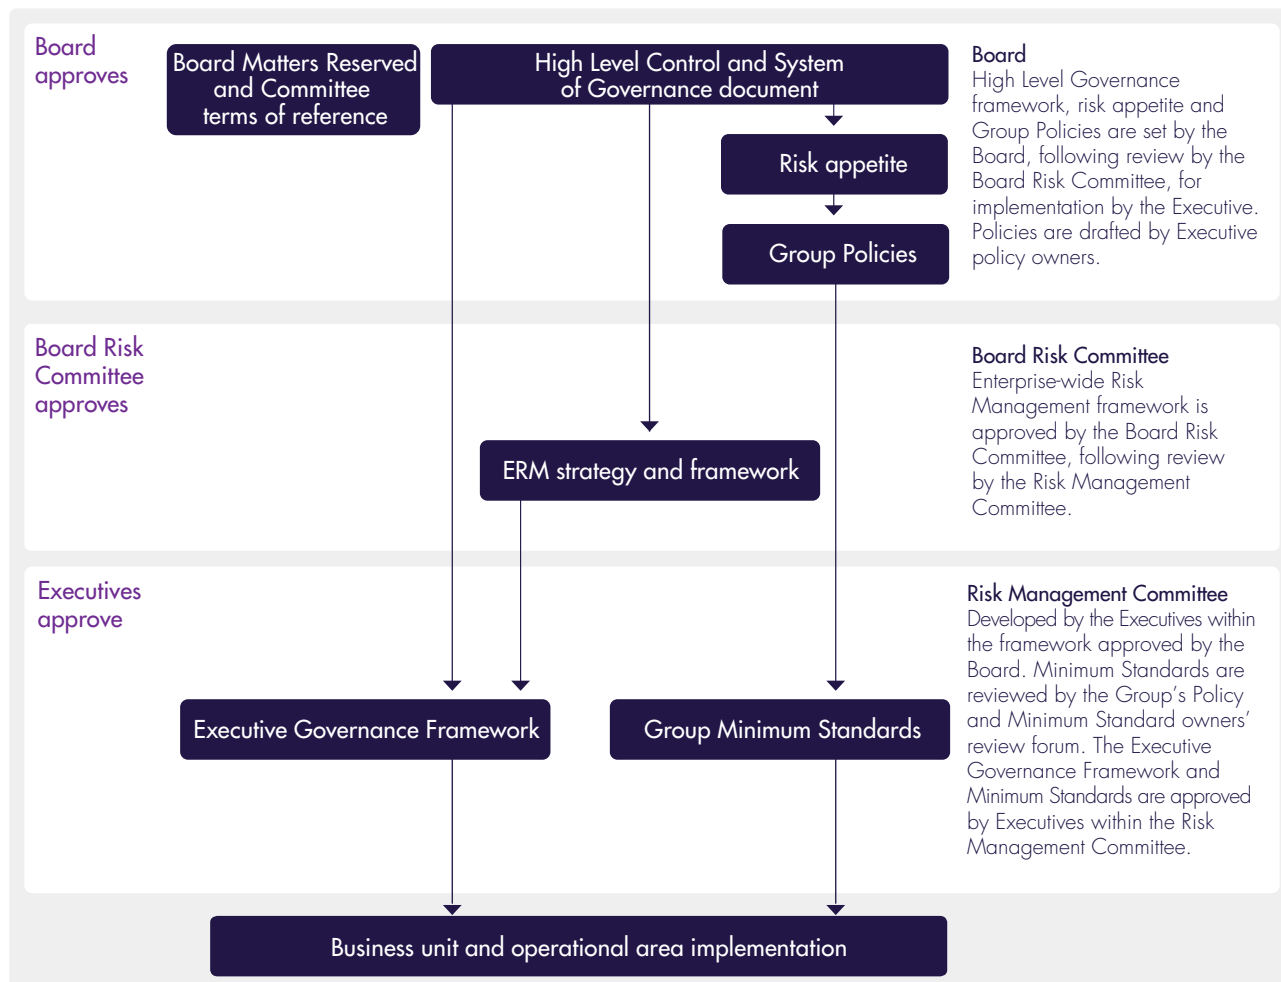 Board
approves
Board Matters Reserved
and Committee
terms of reference
High Level Control and System
of Governance document
Risk appetite
Group Policies
Board
High Level Governance
framework, risk appetite and
Group Policies are set by the
Board, following review by the
Board Risk Committee, for
implementation by the Executive.
Policies are drafted by Executive
policy owners.
Board Risk
Committee
approves
ERM strategy and framework
Board Risk Committee
Enterprise-wide Risk
Management framework is
approved by the Board Risk
Committee, following review
by the Risk Management
Committee.
Executives
approve
Executive Governance Framework
Group Minimum Standards
Risk Management Committee
Developed by the Executives within
the framework approved by the
Board. Minimum Standards are
reviewed by the Group’s Policy
and Minimum Standard owners’
review forum. The Executive
Governance Framework and
Minimum Standards are approved
by Executives within the Risk
Management Committee.
Business unit and operational area implementation